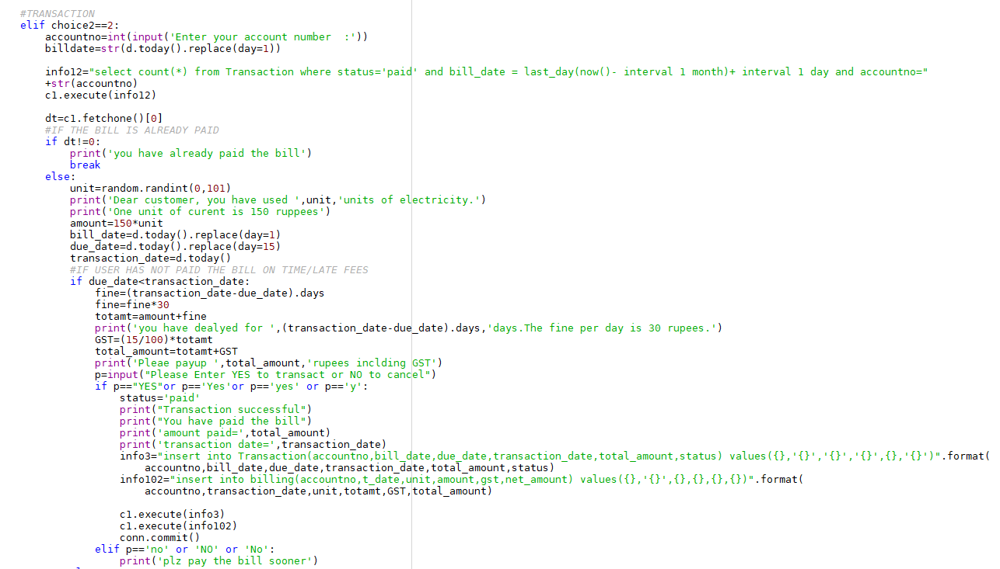 #TRANSACTION
elif choice2==2:
    accountno=int(input('Enter your account number  :'))
    billdate=str(d.today().replace(day=1))

    info12="select count(*) from Transaction where status='paid' and bill_date = last_day(now()- interval 1 month)+ interval 1 day and accountno="
    +str(accountno)
    c1.execute(info12)

    dt=c1.fetchone()[0]
    #IF THE BILL IS ALREADY PAID
    if dt!=0:
        print('you have already paid the bill')
        break
    else:
        unit=random.randint(0,101)
        print('Dear customer, you have used ',unit,'units of electricity.')
        print('One unit of curent is 150 ruppees')
        amount=150*unit
        bill_date=d.today().replace(day=1)
        due_date=d.today().replace(day=15)
        transaction_date=d.today()
        #IF USER HAS NOT PAID THE BILL ON TIME/LATE FEES
        if due_date<transaction_date:
            fine=(transaction_date-due_date).days
            fine=fine*30
            totamt=amount+fine
            print('you have dealyed for ',(transaction_date-due_date).days,'days.The fine per day is 30 rupees.')
            GST=(15/100)*totamt
            total_amount=totamt+GST
            print('Pleae payup ',total_amount,'rupees inclding GST')
            p=input("Please Enter YES to transact or NO to cancel")
            if p=="YES"or p=='Yes'or p=='yes' or p=='y':
                status='paid'
                print("Transaction successful")
                print("You have paid the bill")
                print('amount paid=',total_amount)
                print('transaction date=',transaction_date)
                info3="insert into Transaction(accountno,bill_date,due_date,transaction_date,total_amount,status) values({},'{}','{}','{}',{},'{}')".format(
                    accountno,bill_date,due_date,transaction_date,total_amount,status)
                info102="insert into billing(accountno,t_date,unit,amount,gst,net_amount) values({},'{}',{},{},{},{})".format(
                    accountno,transaction_date,unit,totamt,GST,total_amount)

                c1.execute(info3)
                c1.execute(info102)
                conn.commit()
            elif p=='no' or 'NO' or 'No':
                print('plz pay the bill sooner')